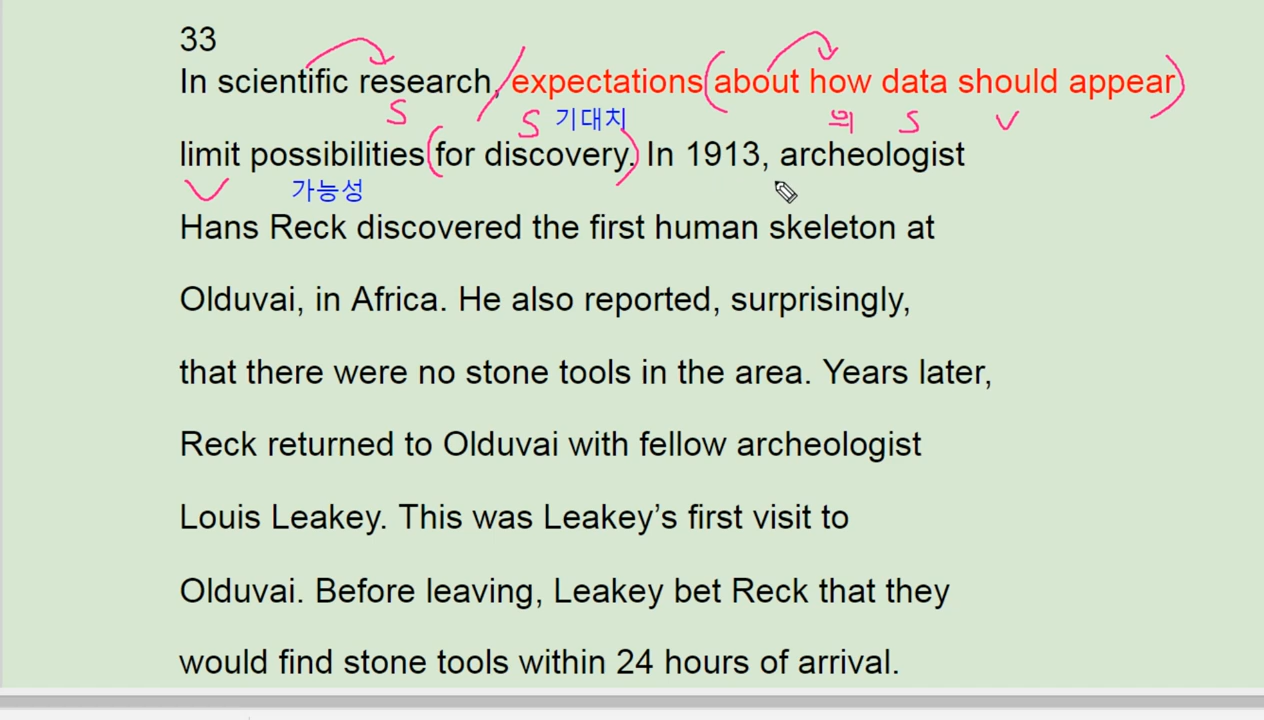 33
In scientific research, expectations (about how data should appear)
S S 기대치 의 S V
limit possibilities (for discovery.) In 1913, archeologist
V 가능성
Hans Reck discovered the first human skeleton at
Olduvai, in Africa. He also reported, surprisingly,
that there were no stone tools in the area. Years later,
Reck returned to Olduvai with fellow archeologist
Louis Leakey. This was Leakey’s first visit to
Olduvai. Before leaving, Leakey bet Reck that they
would find stone tools within 24 hours of arrival.